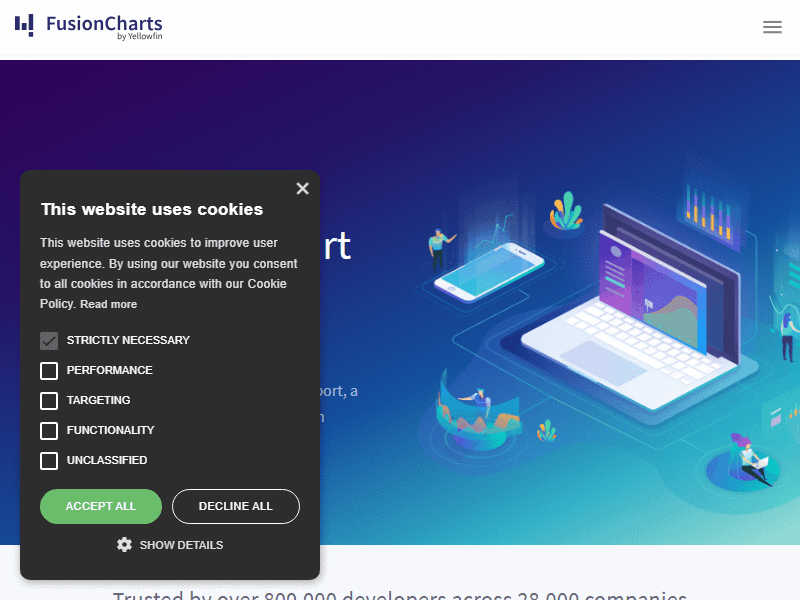 FusionCharts
by Yellowfin
This website uses cookies
This website uses cookies to improve user
experience. By using our website you consent
to all cookies in accordance with our Cookie
Policy. Read more
STRICTLY NECESSARY
PERFORMANCE
TARGETING
FUNCTIONALITY
UNCLASSIFIED
ACCEPT ALL
DECLINE ALL
SHOW DETAILS
rt
port, a
Trusted by over 800,000 developers across 28,000 companies